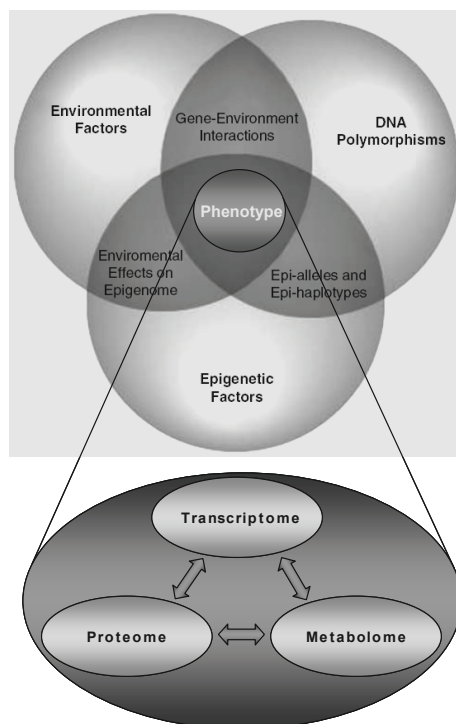 Environmental
Factors
Gene-Environment
Interactions
DNA
Polymorphisms
Phenotype
Enviromental
Effects on
Epigenome
Epi-alleles and
Epi-haplotypes
Epigenetic
Factors
Transcriptome
Proteome
Metabolome